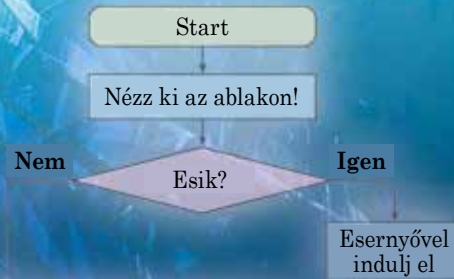 Start
Nézz ki az ablakon!
Nem
Esik?
Igen
Esernyővel
indulj el